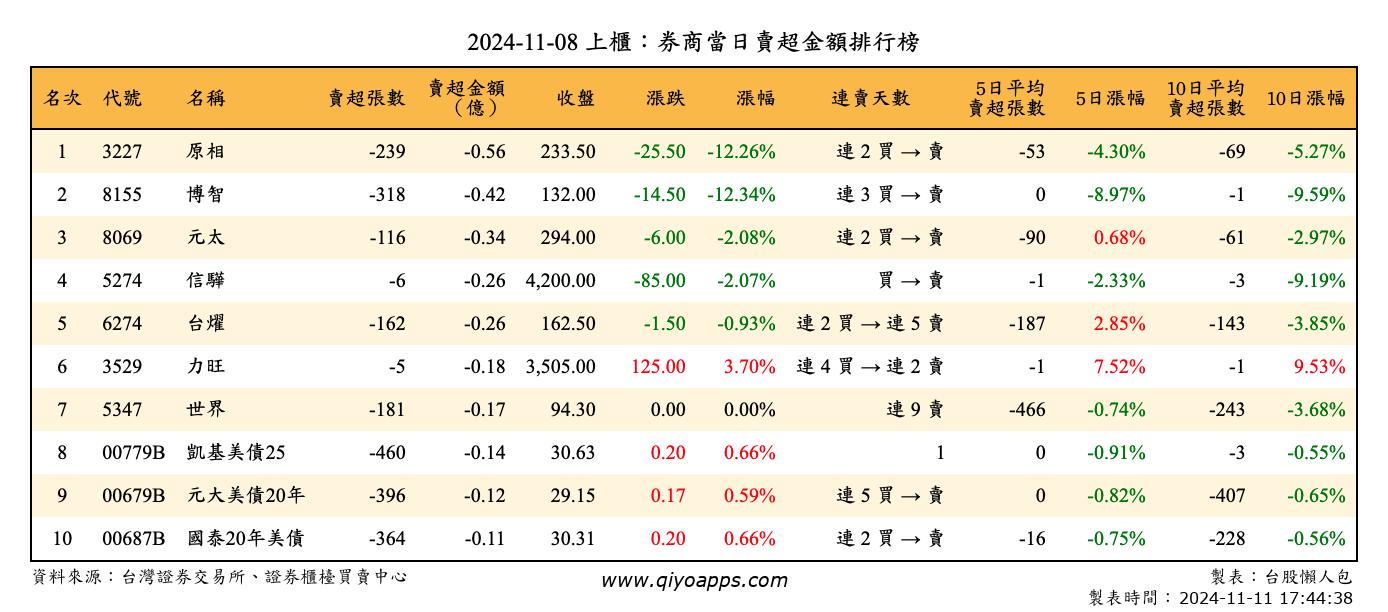 2024-11-08 上櫃：券商當日賣超金額排行榜
名次 代號 名稱 賣超張數 賣超金額（億） 收盤 漲跌 漲幅 連賣天數 5日平均賣超張數 5日漲幅 10日平均賣超張數 10日漲幅
1 3227 原相 -239 -0.56 233.50 -25.50 -12.26% 連 2 買 → 賣 -53 -4.30% -69 -5.27%
2 8155 博智 -318 -0.42 132.00 -14.50 -12.34% 連 3 買 → 賣 0 -8.97% -1 -9.59%
3 8069 元太 -116 -0.34 294.00 -6.00 -2.08% 連 2 買 → 賣 -90 0.68% -61 -2.97%
4 5274 信驊 -6 -0.26 4,200.00 -85.00 -2.07% 買 → 賣 -1 -2.33% -3 -9.19%
5 6274 台燿 -162 -0.26 162.50 -1.50 -0.93% 連 2 買 → 連 5 賣 -187 2.85% -143 -3.85%
6 3529 力旺 -5 -0.18 3,505.00 125.00 3.70% 連 4 買 → 連 2 賣 -1 7.52% -1 9.53%
7 5347 世界 -181 -0.17 94.30 0.00 0.00% 連 9 賣 -466 -0.74% -243 -3.68%
8 00779B 凱基美債25 -460 -0.14 30.63 0.20 0.66% 1 0 -0.91% -3 -0.55%
9 00679B 元大美債20年 -396 -0.12 29.15 0.17 0.59% 連 5 買 → 賣 0 -0.82% -407 -0.65%
10 00687B 國泰20年美債 -364 -0.11 30.31 0.20 0.66% 連 2 買 → 賣 -16 -0.75% -228 -0.56%
資料來源：台灣證券交易所、證券櫃檯買賣中心 www.qiyoapps.com 製表：台股懶人包
製表時間：2024-11-11 17:44:38